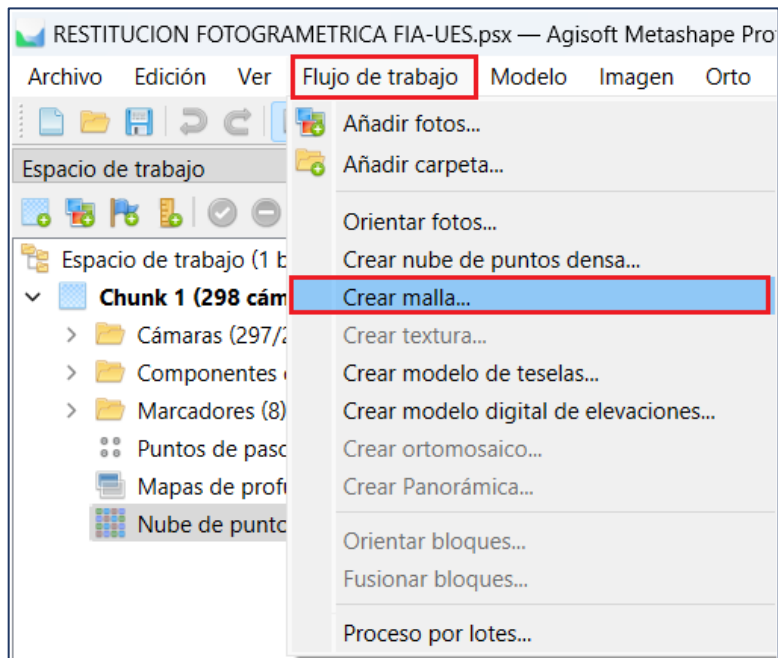 RESTITUCION FOTOGRAMETRICA FIA-UES.psx — Agisoft Metashape Pro
Archivo Edición Ver Flujo de trabajo Modelo Imagen Orto
Añadir fotos...
Espacio de trabajo
Añadir carpeta...
Orientar fotos...
Espacio de trabajo (1 b
Crear nube de puntos densa...
Chunk 1 (298 cám
Crear malla...
Cámaras (297/2
Crear textura...
Componentes
Crear modelo de teselas...
Marcadores (8)
Crear modelo digital de elevaciones...
Puntos de paso
Crear ortomosaico...
Mapas de profu
Crear Panorámica...
Nube de punto
Orientar bloques...
Fusionar bloques...
Proceso por lotes...